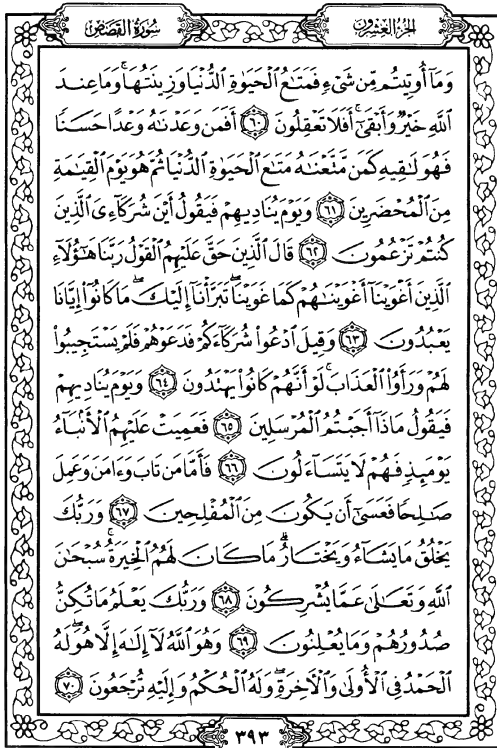 الجزء العشرون
سورة القصص
وَمَآ أُوتِيتُم مِّن شَىْءٍ فَمَتَٰعُ ٱلْحَيَوٰةِ ٱلدُّنْيَا وَزِينَتُهَا ۚ وَمَا عِندَ
ٱللَّهِ خَيْرٌ وَأَبْقَىٰٓ ۚ أَفَلَا تَعْقِلُونَ ٦٠ أَفَمَن وَعَدْنَٰهُ وَعْدًا حَسَنًا
فَهُوَ لَٰقِيهِ كَمَن مَّتَّعْنَٰهُ مَتَٰعَ ٱلْحَيَوٰةِ ٱلدُّنْيَا ثُمَّ هُوَ يَوْمَ ٱلْقِيَٰمَةِ
مِنَ ٱلْمُحْضَرِينَ ٦١ وَيَوْمَ يُنَادِيهِمْ فَيَقُولُ أَيْنَ شُرَكَآءِىَ ٱلَّذِينَ
كُنتُمْ تَزْعُمُونَ ٦٢ قَالَ ٱلَّذِينَ حَقَّ عَلَيْهِمُ ٱلْقَوْلُ رَبَّنَا هَٰٓؤُلَآءِ
ٱلَّذِينَ أَغْوَيْنَآ أَغْوَيْنَٰهُمْ كَمَا غَوَيْنَا ۖ تَبَرَّأْنَآ إِلَيْكَ ۖ مَا كَانُوٓا۟ إِيَّانَا
يَعْبُدُونَ ٦٣ وَقِيلَ ٱدْعُوا۟ شُرَكَآءَكُمْ فَدَعَوْهُمْ فَلَمْ يَسْتَجِيبُوا۟
لَهُمْ وَرَأَوُا۟ ٱلْعَذَابَ ۚ لَوْ أَنَّهُمْ كَانُوا۟ يَهْتَدُونَ ٦٤ وَيَوْمَ يُنَادِيهِمْ
فَيَقُولُ مَاذَآ أَجَبْتُمُ ٱلْمُرْسَلِينَ ٦٥ فَعَمِيَتْ عَلَيْهِمُ ٱلْأَنۢبَآءُ
يَوْمَئِذٍ فَهُمْ لَا يَتَسَآءَلُونَ ٦٦ فَأَمَّا مَن تَابَ وَءَامَنَ وَعَمِلَ
صَٰلِحًا فَعَسَىٰٓ أَن يَكُونَ مِنَ ٱلْمُفْلِحِينَ ٦٧ وَرَبُّكَ
يَخْلُقُ مَا يَشَآءُ وَيَخْتَارُ ۗ مَا كَانَ لَهُمُ ٱلْخِيَرَةُ ۚ سُبْحَٰنَ
ٱللَّهِ وَتَعَٰلَىٰ عَمَّا يُشْرِكُونَ ٦٨ وَرَبُّكَ يَعْلَمُ مَا تُكِنُّ
صُدُورُهُمْ وَمَا يُعْلِنُونَ ٦٩ وَهُوَ ٱللَّهُ لَآ إِلَٰهَ إِلَّا هُوَ ۖ لَهُ
ٱلْحَمْدُ فِى ٱلْأُولَىٰ وَٱلْءَاخِرَةِ ۖ وَلَهُ ٱلْحُكْمُ وَإِلَيْهِ تُرْجَعُونَ ٧٠
٣٩٣